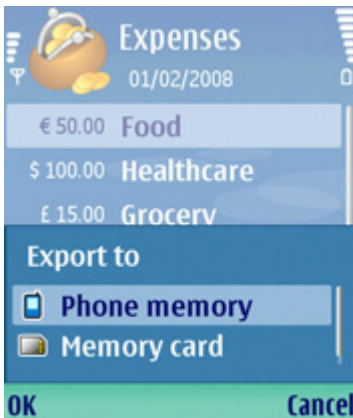 Expenses
01/02/2008
€ 50.00 Food
$ 100.00 Healthcare
£ 15.00 Grocery
Export to
Phone memory
Memory card
OK Cancel